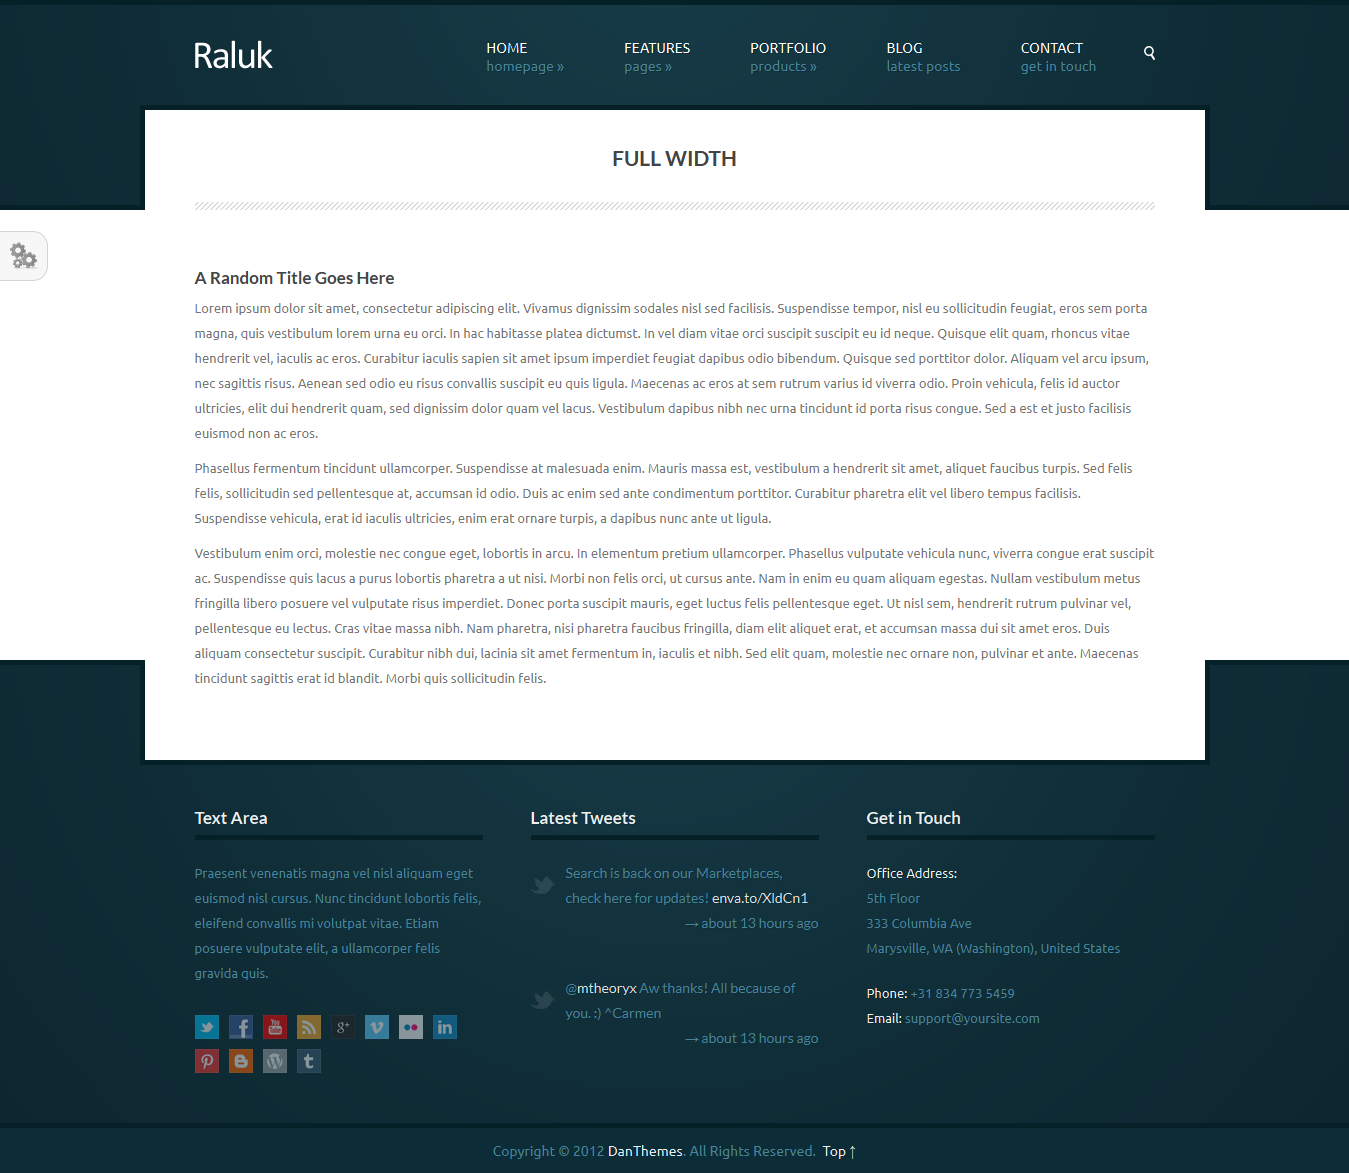 Raluk
HOME
homepage »
FEATURES
pages »
PORTFOLIO
products »
BLOG
latest posts
CONTACT
get in touch
FULL WIDTH
A Random Title Goes Here
Lorem ipsum dolor sit amet, consectetur adipiscing elit. Vivamus dignissim sodales nisl sed facilisis. Suspendisse tempor, nisl eu sollicitudin feugiat, eros sem porta
magna, quis vestibulum lorem urna eu orci. In hac habitasse platea dictumst. In vel diam vitae orci suscipit suscipit eu id neque. Quisque elit quam, rhoncus vitae
hendrerit vel, iaculis ac eros. Curabitur iaculis sapien sit amet ipsum imperdiet feugiat dapibus odio bibendum. Quisque sed porttitor dolor. Aliquam vel arcu ipsum,
nec sagittis risus. Aenean sed odio eu risus convallis suscipit eu quis ligula. Maecenas ac eros at sem rutrum varius id viverra odio. Proin vehicula, felis id auctor
ultricies, elit dui hendrerit quam, sed dignissim dolor quam vel lacus. Vestibulum dapibus nibh nec urna tincidunt id porta risus congue. Sed a est et justo facilisis
euismod non ac eros.
Phasellus fermentum tincidunt ullamcorper. Suspendisse at malesuada enim. Mauris massa est, vestibulum a hendrerit sit amet, aliquet faucibus turpis. Sed felis
felis, sollicitudin sed pellentesque at, accumsan id odio. Duis ac enim sed ante condimentum porttitor. Curabitur pharetra elit vel libero tempus facilisis.
Suspendisse vehicula, erat id iaculis ultricies, enim erat ornare turpis, a dapibus nunc ante ut ligula.
Vestibulum enim orci, molestie nec congue eget, lobortis in arcu. In elementum pretium ullamcorper. Phasellus vulputate vehicula nunc, viverra congue erat suscipit
ac. Suspendisse quis lacus a purus lobortis pharetra a ut nisi. Morbi non felis orci, ut cursus ante. Nam in enim eu quam aliquam egestas. Nullam vestibulum metus
fringilla libero posuere vel vulputate risus imperdiet. Donec porta suscipit mauris, eget luctus felis pellentesque eget. Ut nisl sem, hendrerit rutrum pulvinar vel,
pellentesque eu lectus. Cras vitae massa nibh. Nam pharetra, nisi pharetra faucibus fringilla, diam elit aliquet erat, et accumsan massa dui sit amet eros. Duis
aliquam consectetur suscipit. Curabitur nibh dui, lacinia sit amet fermentum in, iaculis et nibh. Sed elit quam, molestie nec ornare non, pulvinar et ante. Maecenas
tincidunt sagittis erat id blandit. Morbi quis sollicitudin felis.
Text Area
Praesent venenatis magna vel nisl aliquam eget
euismod nisl cursus. Nunc tincidunt lobortis felis,
eleifend convallis mi volutpat vitae. Etiam
posuere vulputate elit, a ullamcorper felis
gravida quis.
Latest Tweets
Search is back on our Marketplaces,
check here for updates! enva.to/XldCn1
→ about 13 hours ago
@mtheoryx Aw thanks! All because of
you. :) ^Carmen
→ about 13 hours ago
Get in Touch
Office Address:
5th Floor
333 Columbia Ave
Marysville, WA (Washington), United States
Phone: +31 834 773 5459
Email: support@yoursite.com
Copyright © 2012 DanThemes. All Rights Reserved. Top ↑